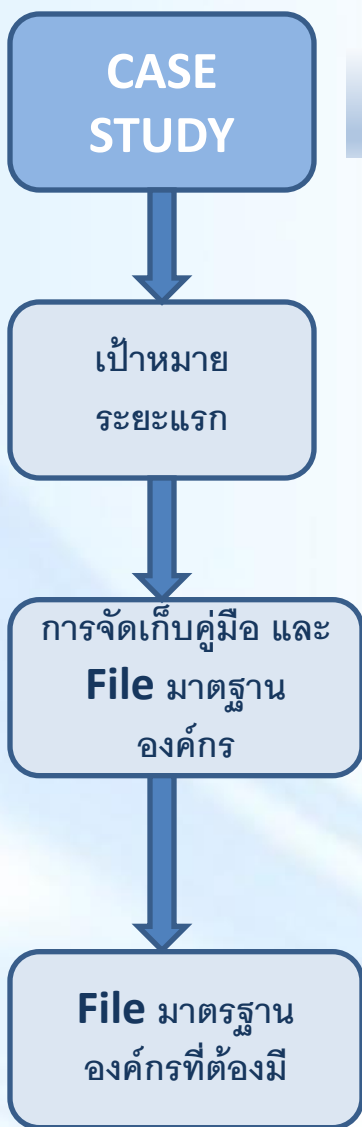 CASE
STUDY
เป้าหมาย
ระยะแรก
การจัดเก็บคู่มือ และ
File มาตฐาน
องค์กร
File มาตรฐาน
องค์กรที่ต้องมี